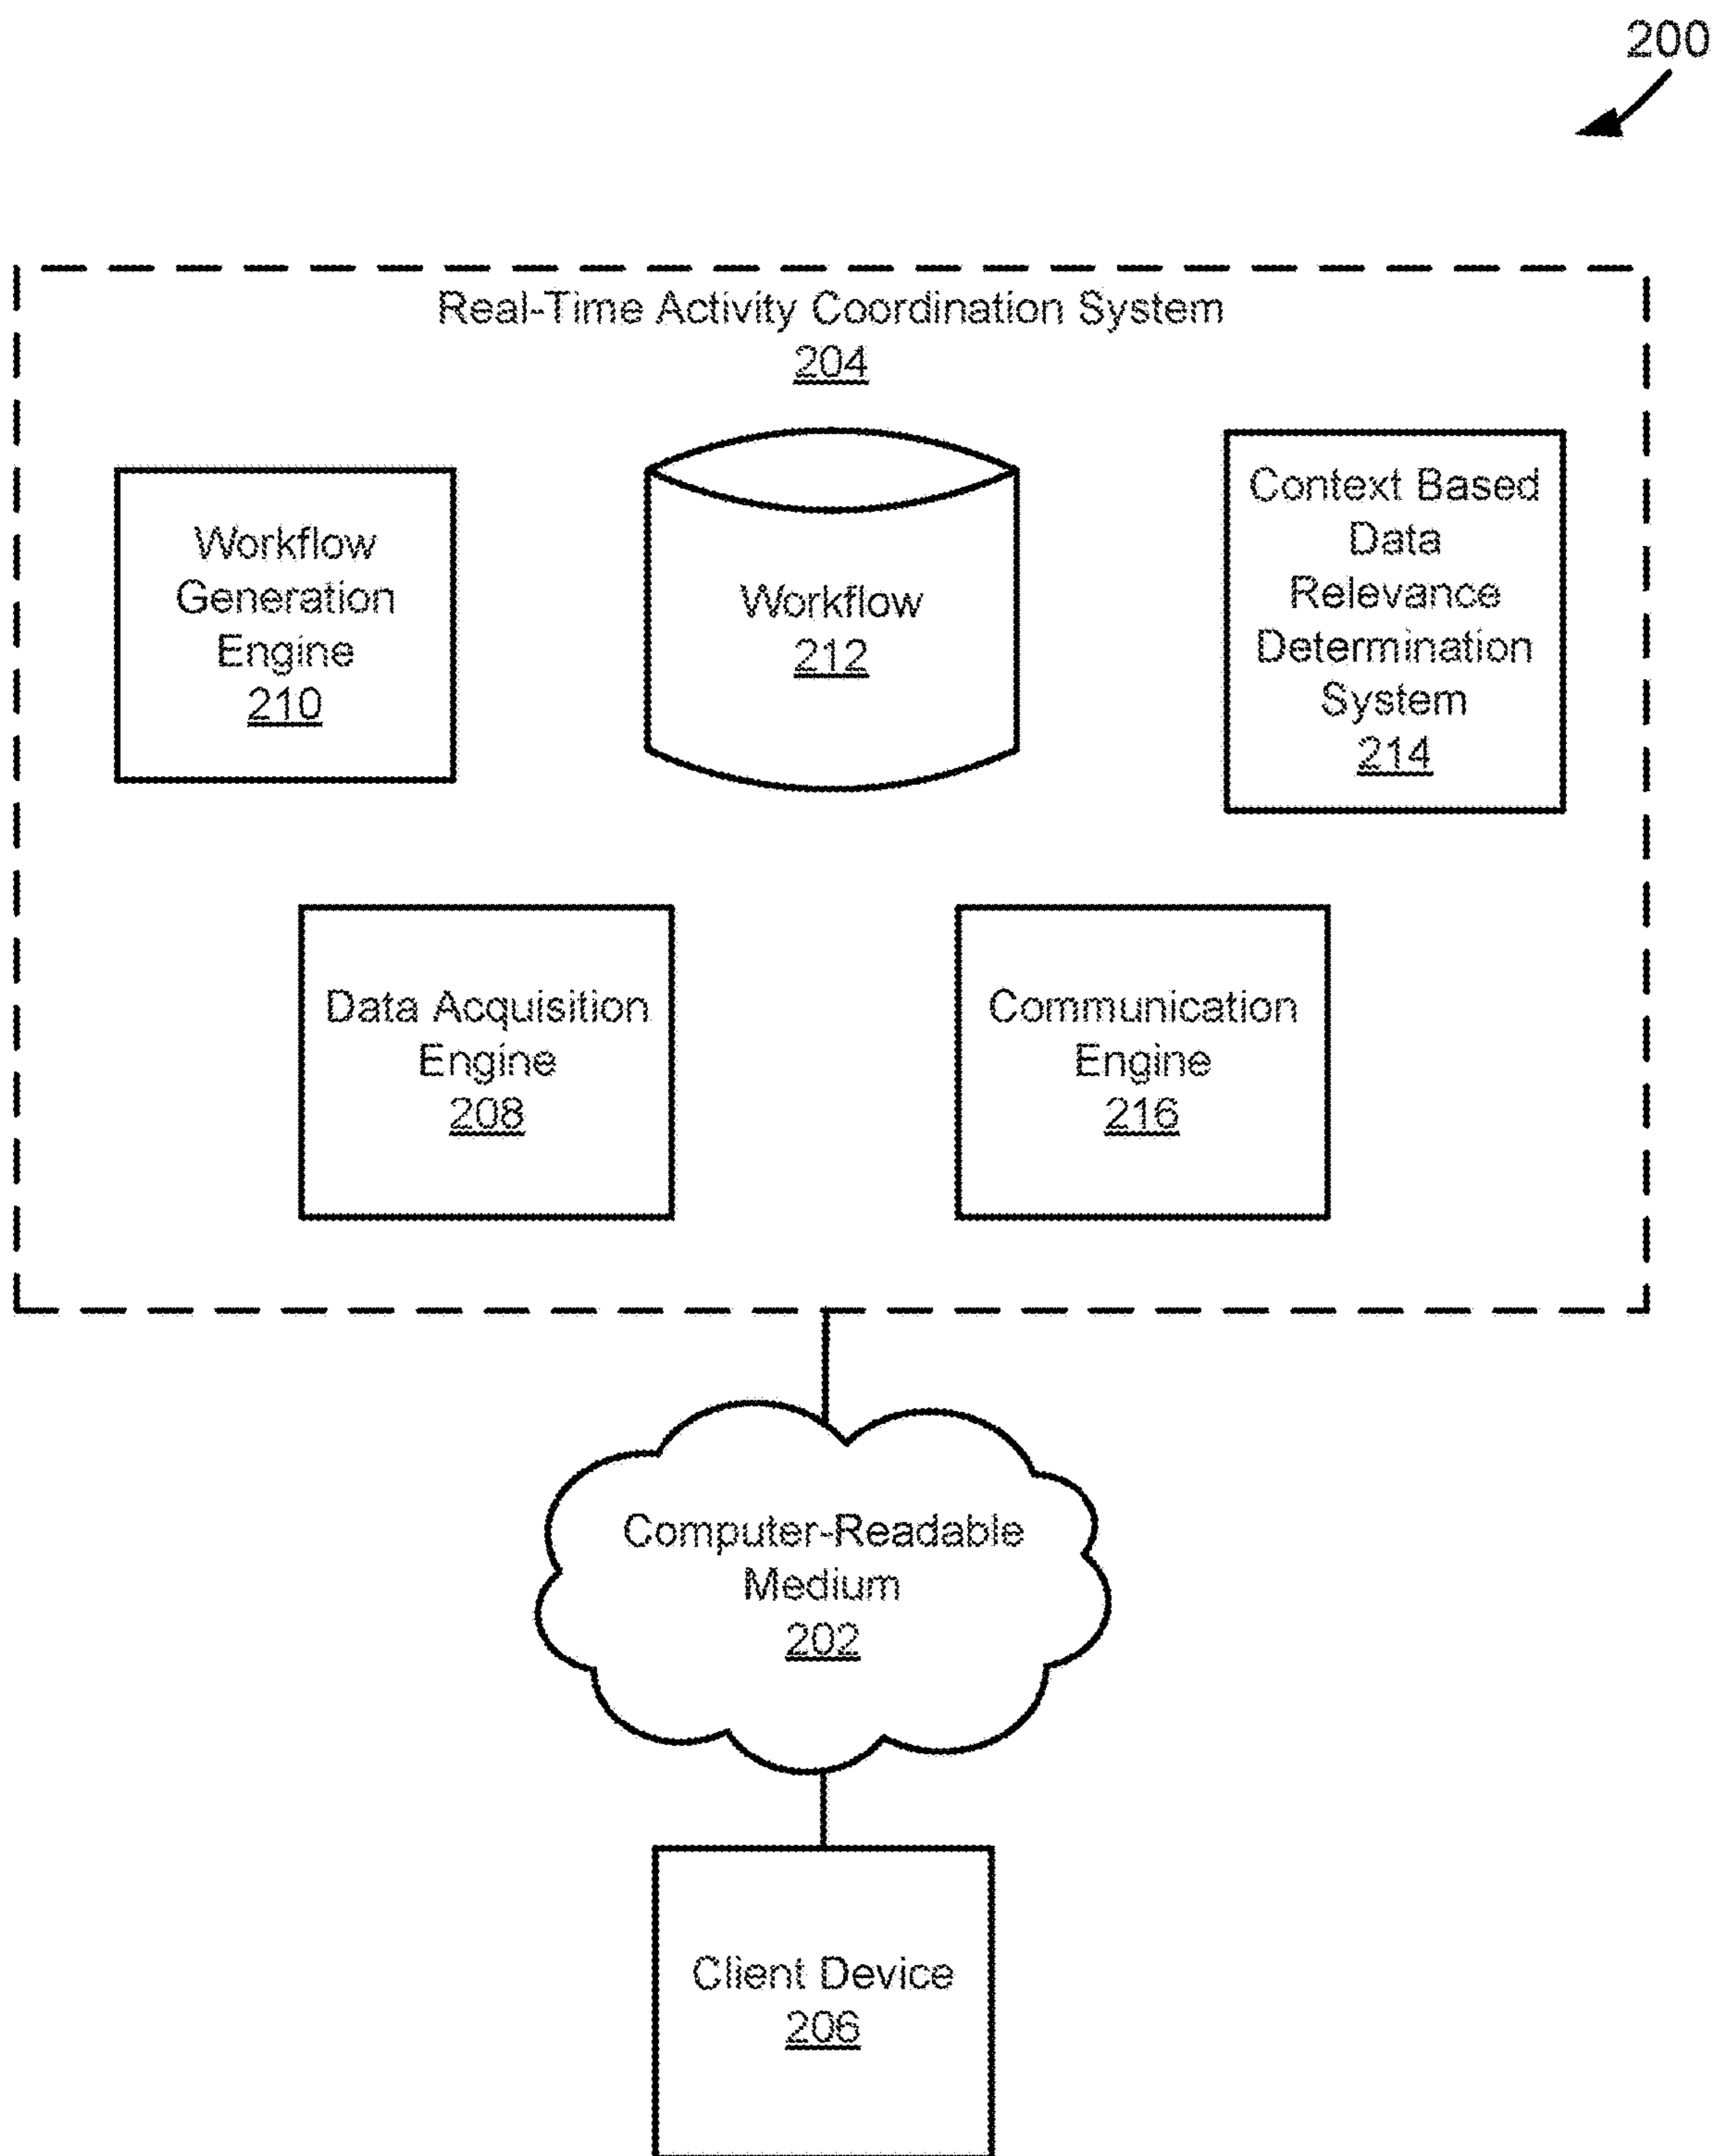 200
Real-Time Activity Coordination System
204
Workflow
Generation
Engine
210
Workflow
212
Context Based
Data
Relevance
Determination
System
214
Data Acquisition
Engine
208
Communication
Engine
216
Computer-Readable
Medium
202
Client Device
206